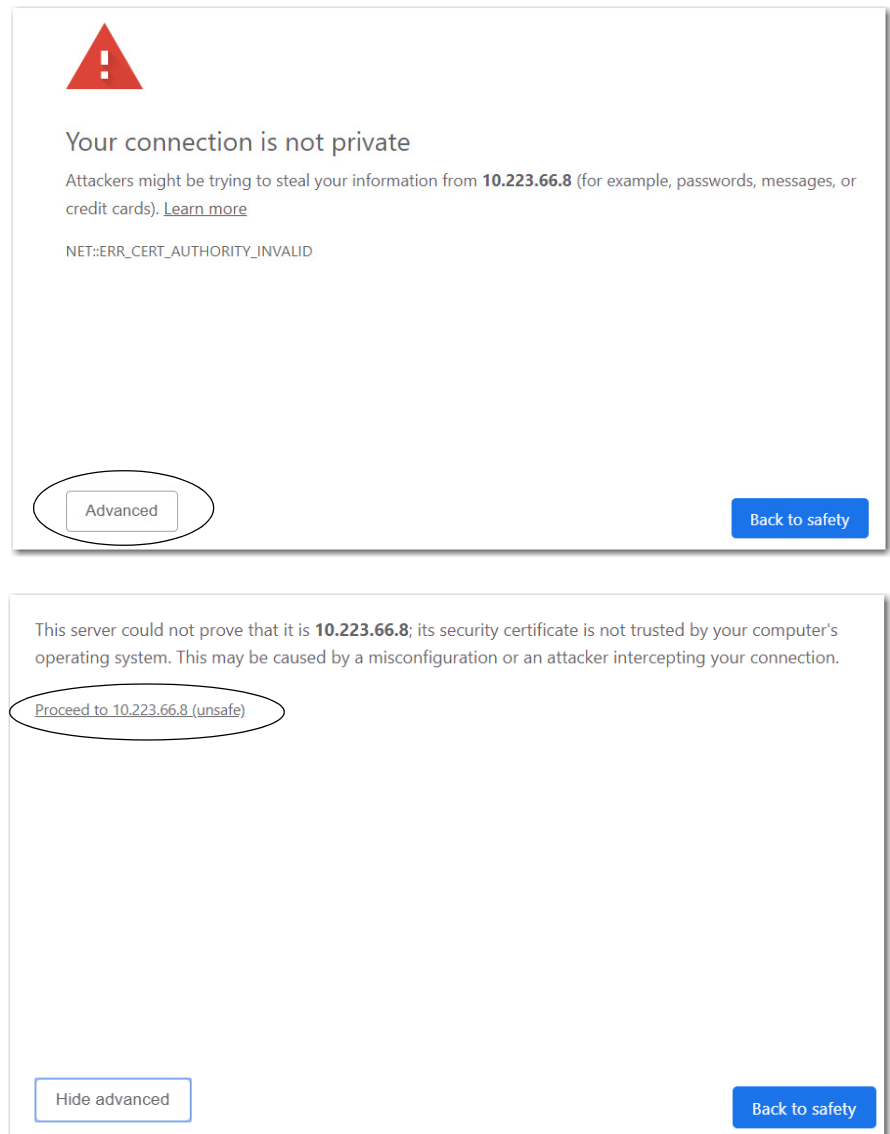 Your connection is not private
Attackers might be trying to steal your information from 10.223.66.8 (for example, passwords, messages, or
credit cards). Learn more
NET::ERR_CERT_AUTHORITY_INVALID
Advanced
Back to safety
This server could not prove that it is 10.223.66.8; its security certificate is not trusted by your computer's
operating system. This may be caused by a misconfiguration or an attacker intercepting your connection.
Proceed to 10.223.66.8 (unsafe)
Hide advanced
Back to safety